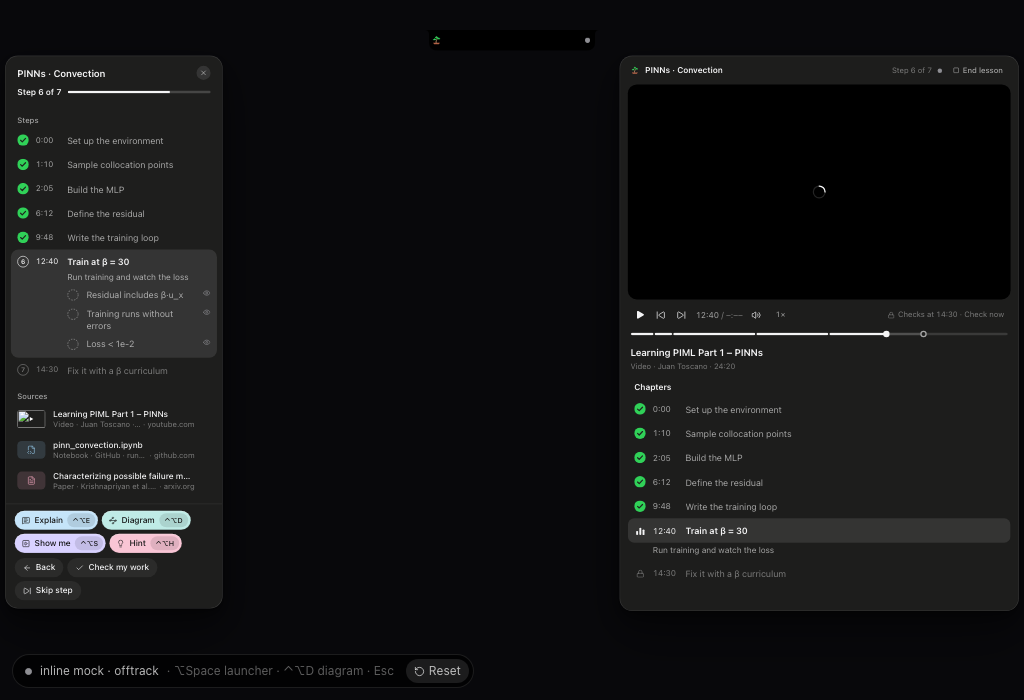 PINNs · Convection
Step 6 of 7
Steps
0:00 Set up the environment
1:10 Sample collocation points
2:05 Build the MLP
6:12 Define the residual
9:48 Write the training loop
6 12:40 Train at β = 30
Run training and watch the loss
Residual includes β·u_x
Training runs without
errors
Loss < 1e-2
7 14:30 Fix it with a β curriculum
Sources
Learning PIML Part 1 – PINNs
Video · Juan Toscano ·... · youtube.com
pinn_convection.ipynb
Notebook · GitHub · run... · github.com
Characterizing possible failure m...
Paper · Krishnapriyan et al.... · arxiv.org
Explain ^⌥E Diagram ^⌥D
Show me ^⌥S Hint ^⌥H
Back Check my work
Skip step
PINNs · Convection Step 6 of 7 End lesson
12:40 / –:–– 1× Checks at 14:30 · Check now
Learning PIML Part 1 – PINNs
Video · Juan Toscano · 24:20
Chapters
0:00 Set up the environment
1:10 Sample collocation points
2:05 Build the MLP
6:12 Define the residual
9:48 Write the training loop
12:40 Train at β = 30
Run training and watch the loss
14:30 Fix it with a β curriculum
inline mock · offtrack · ⌥Space launcher · ^⌥D diagram · Esc Reset